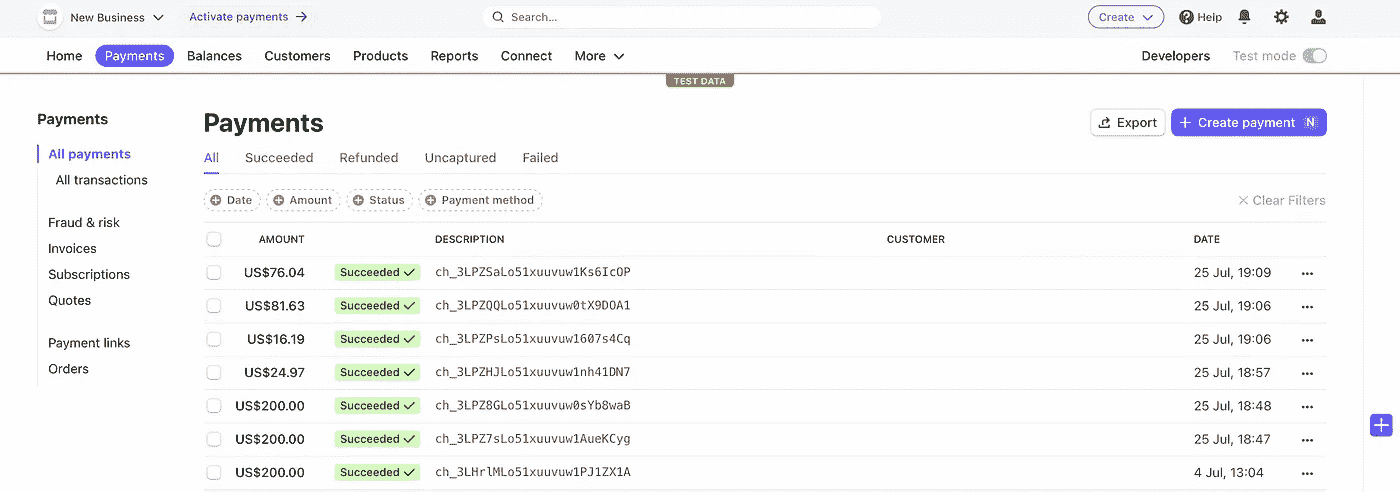 New Business Activate payments → Search... Create Help
Home Payments Balances Customers Products Reports Connect More Developers Test mode
TEST DATA
Payments
All payments
All transactions
Fraud & risk
Invoices
Subscriptions
Quotes
Payment links
Orders
Payments
Export + Create payment N
All Succeeded Refunded Uncaptured Failed
Date Amount Status Payment method Clear Filters
AMOUNT DESCRIPTION CUSTOMER DATE
US$76.04 Succeeded ✓ ch_3LPZSaLo51xuuvuw1Ks6IcOP 25 Jul, 19:09 •••
US$81.63 Succeeded ✓ ch_3LPZQQLo51xuuvuw0tX9DOA1 25 Jul, 19:06 •••
US$16.19 Succeeded ✓ ch_3LPZPsLo51xuuvuw1607s4Cq 25 Jul, 19:06 •••
US$24.97 Succeeded ✓ ch_3LPZHJLo51xuuvuw1nh41DN7 25 Jul, 18:57 •••
US$200.00 Succeeded ✓ ch_3LPZ8GLo51xuuvuw0sYb8waB 25 Jul, 18:48 •••
US$200.00 Succeeded ✓ ch_3LPZ7sLo51xuuvuw1AueKCyg 25 Jul, 18:47 •••
US$200.00 Succeeded ✓ ch_3LHrlMLo51xuuvuw1PJ1ZX1A 4 Jul, 13:04 •••